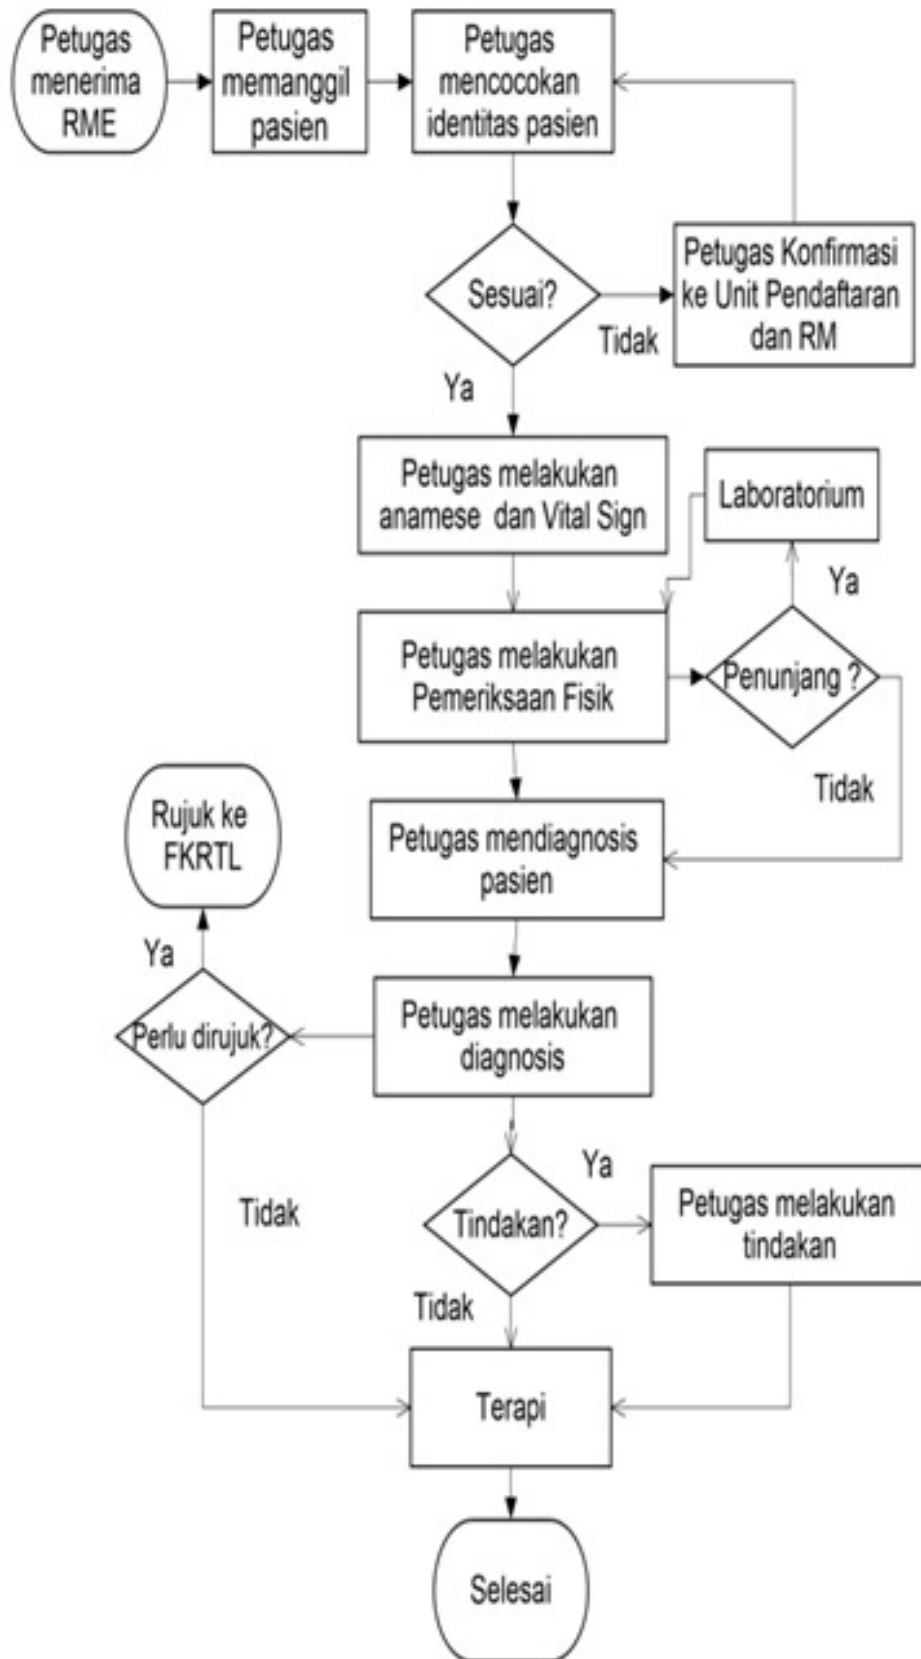 Petugas
menerima
RME
Petugas
memanggil
pasien
Petugas
mencocokan
identitas pasien
Sesuai?
Tidak
Petugas Konfirmasi
ke Unit Pendaftaran
dan RM
Ya
Petugas melakukan
anamese dan Vital Sign
Laboratorium
Ya
Petugas melakukan
Pemeriksaan Fisik
Penunjang ?
Tidak
Petugas mendiagnosis
pasien
Rujuk ke
FKRTL
Ya
Perlu dirujuk?
Petugas melakukan
diagnosis
Tidak
Tindakan?
Ya
Petugas melakukan
tindakan
Tidak
Terapi
Selesai